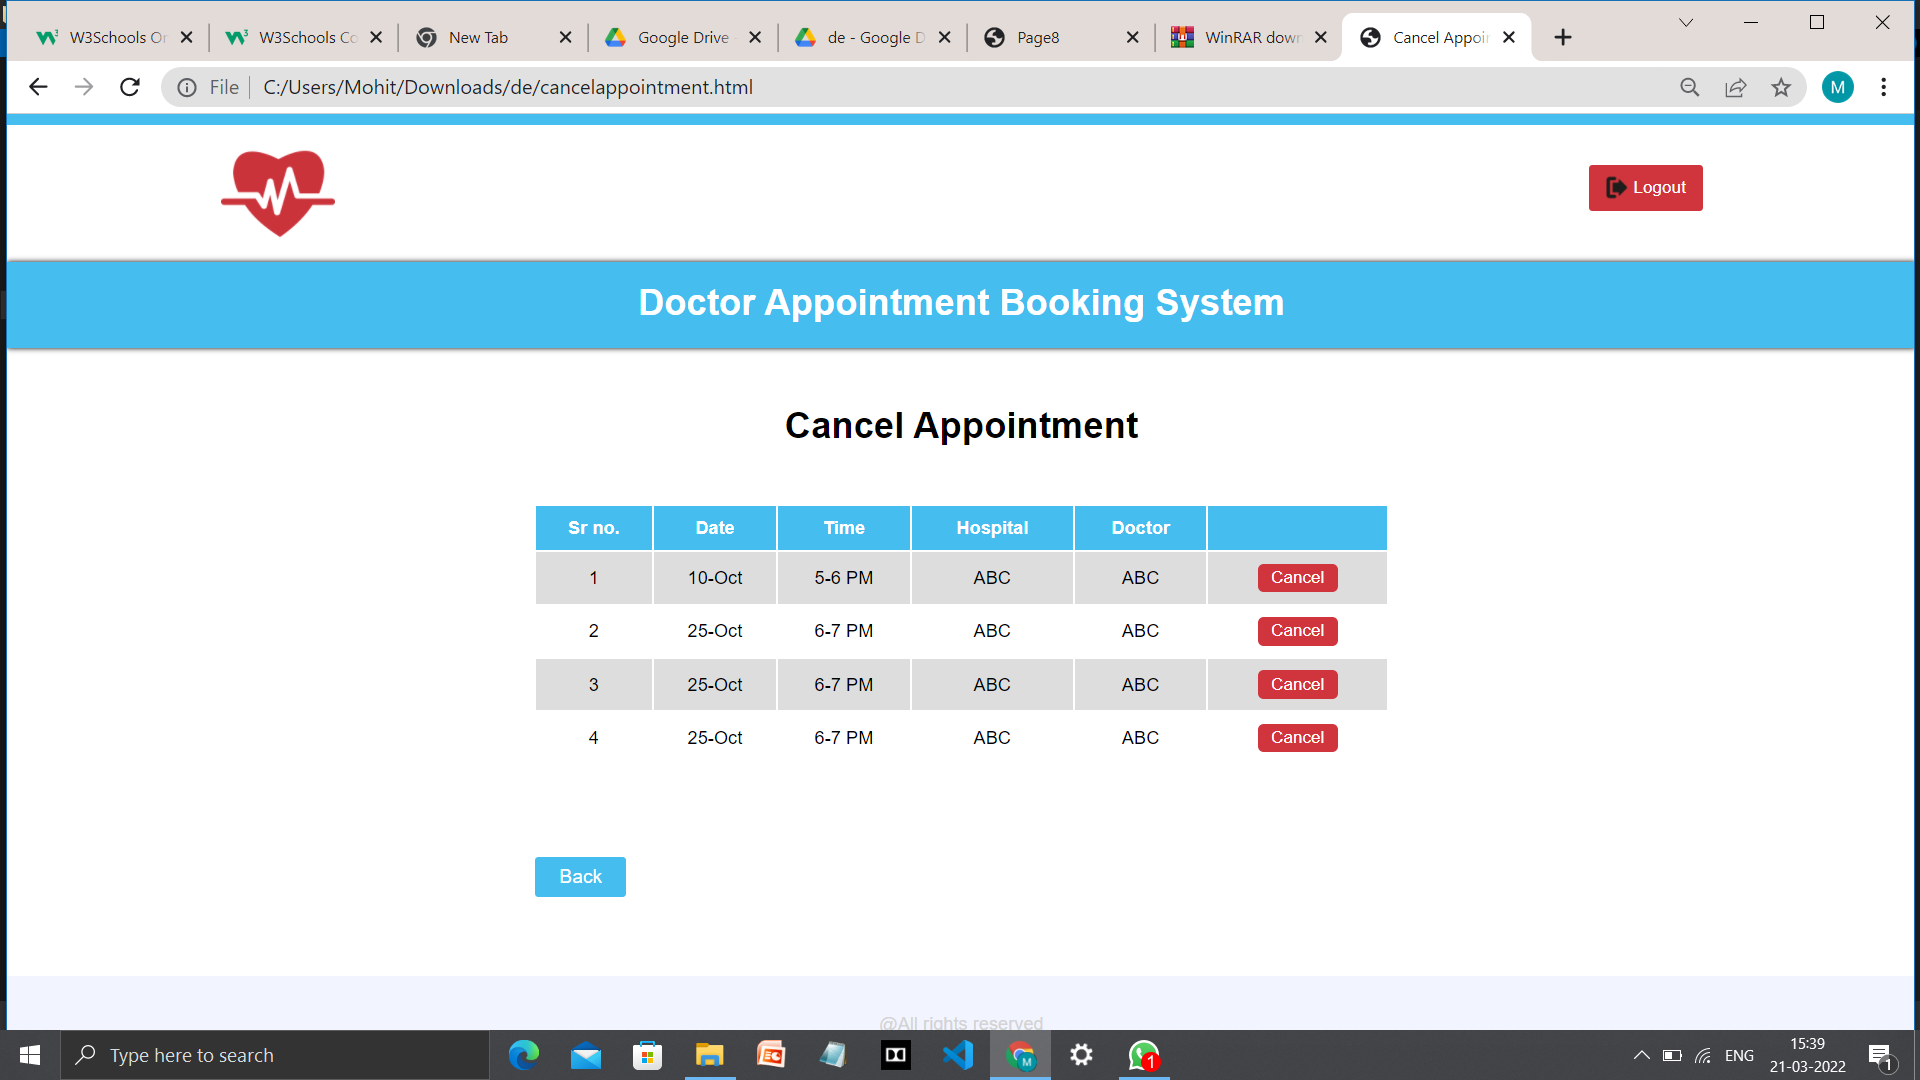 W3Schools Or W3Schools Co New Tab Google Drive de - Google D Page8 WinRAR down Cancel Appoin
File C:/Users/Mohit/Downloads/de/cancelappointment.html M
Logout
Doctor Appointment Booking System
Cancel Appointment
Sr no. Date Time Hospital Doctor
1 10-Oct 5-6 PM ABC ABC Cancel
2 25-Oct 6-7 PM ABC ABC Cancel
3 25-Oct 6-7 PM ABC ABC Cancel
4 25-Oct 6-7 PM ABC ABC Cancel
Back
@All rights reserved
Type here to search M 1 ENG 15:39 1
21-03-2022